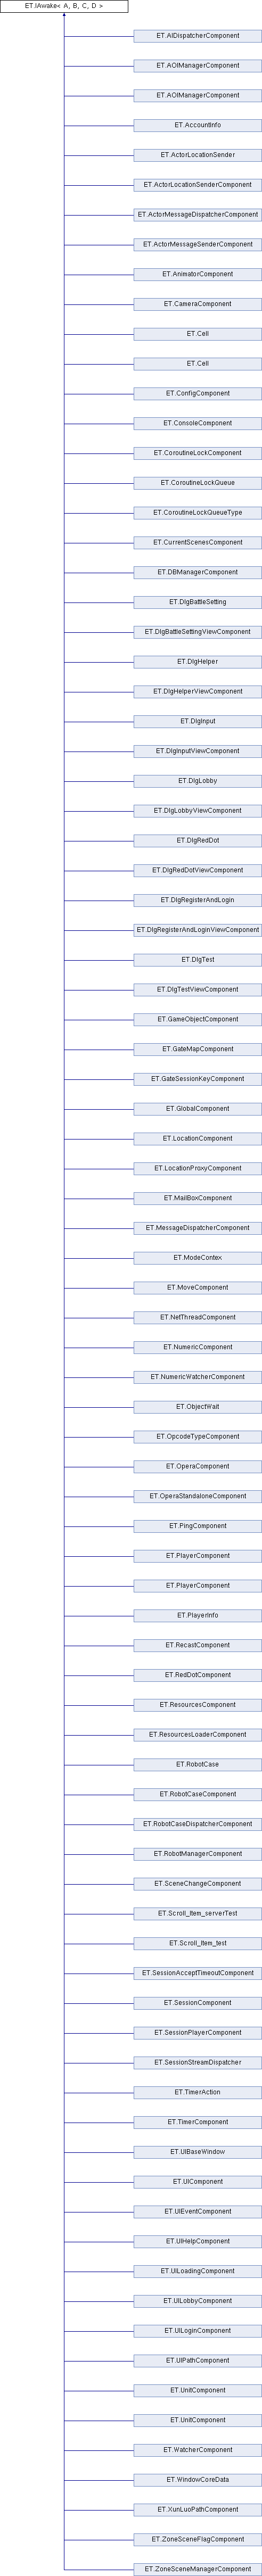 ET.IAwake< A, B, C, D >
ET.AIDispatcherComponent
ET.AOIManagerComponent
ET.AOIManagerComponent
ET.AccountInfo
ET.ActorLocationSender
ET.ActorLocationSenderComponent
ET.ActorMessageDispatcherComponent
ET.ActorMessageSenderComponent
ET.AnimatorComponent
ET.CameraComponent
ET.Cell
ET.Cell
ET.ConfigComponent
ET.ConsoleComponent
ET.CoroutineLockComponent
ET.CoroutineLockQueue
ET.CoroutineLockQueueType
ET.CurrentScenesComponent
ET.DBManagerComponent
ET.DlgBattleSetting
ET.DlgBattleSettingViewComponent
ET.DlgHelper
ET.DlgHelperViewComponent
ET.DlgInput
ET.DlgInputViewComponent
ET.DlgLobby
ET.DlgLobbyViewComponent
ET.DlgRedDot
ET.DlgRedDotViewComponent
ET.DlgRegisterAndLogin
ET.DlgRegisterAndLoginViewComponent
ET.DlgTest
ET.DlgTestViewComponent
ET.GameObjectComponent
ET.GateMapComponent
ET.GateSessionKeyComponent
ET.GlobalComponent
ET.LocationComponent
ET.LocationProxyComponent
ET.MailBoxComponent
ET.MessageDispatcherComponent
ET.ModeContex
ET.MoveComponent
ET.NetThreadComponent
ET.NumericComponent
ET.NumericWatcherComponent
ET.ObjectWait
ET.OpcodeTypeComponent
ET.OperaComponent
ET.OperaStandaloneComponent
ET.PingComponent
ET.PlayerComponent
ET.PlayerComponent
ET.PlayerInfo
ET.RecastComponent
ET.RedDotComponent
ET.ResourcesComponent
ET.ResourcesLoaderComponent
ET.RobotCase
ET.RobotCaseComponent
ET.RobotCaseDispatcherComponent
ET.RobotManagerComponent
ET.SceneChangeComponent
ET.Scroll_Item_serverTest
ET.Scroll_Item_test
ET.SessionAcceptTimeoutComponent
ET.SessionComponent
ET.SessionPlayerComponent
ET.SessionStreamDispatcher
ET.TimerAction
ET.TimerComponent
ET.UIBaseWindow
ET.UIComponent
ET.UIEventComponent
ET.UIHelpComponent
ET.UILoadingComponent
ET.UILobbyComponent
ET.UILoginComponent
ET.UIPathComponent
ET.UnitComponent
ET.UnitComponent
ET.WatcherComponent
ET.WindowCoreData
ET.XunLuoPathComponent
ET.ZoneSceneFlagComponent
ET.ZoneSceneManagerComponent